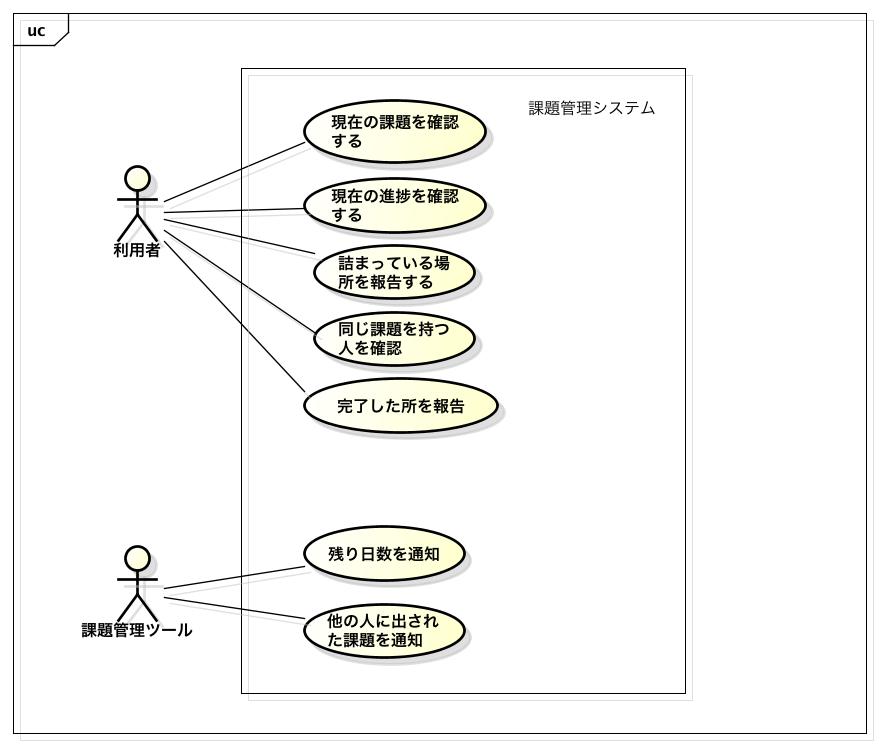 uc
課題管理システム
現在の課題を確認
する
現在の進捗を確認
する
詰まっている場
所を報告する
同じ課題を持つ
人を確認
完了した所を報告
利用者
残り日数を通知
他の人に出され
た課題を通知
課題管理ツール